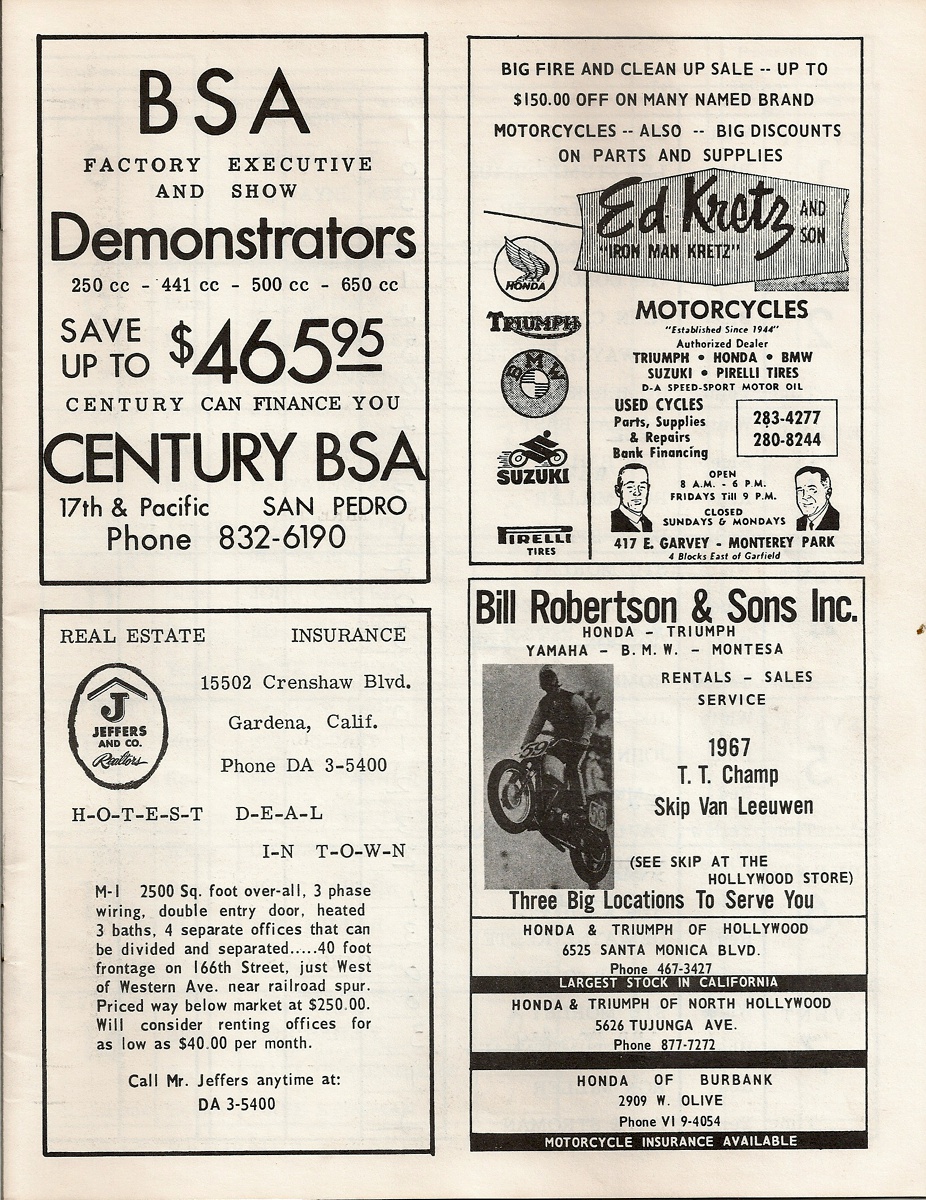 BSA
FACTORY EXECUTIVE
AND SHOW
Demonstrators
250 cc - 441 cc - 500 cc - 650 cc
SAVE
UP TO $465.95
CENTURY CAN FINANCE YOU
CENTURY BSA
17th & Pacific SAN PEDRO
Phone 832-6190
REAL ESTATE INSURANCE
J
JEFFERS
AND CO.
Realtors
15502 Crenshaw Blvd.
Gardena, Calif.
Phone DA 3-5400
H-O-T-E-S-T D-E-A-L
I-N T-O-W-N
M-1 2500 Sq. foot over-all, 3 phase
wiring, double entry door, heated
3 baths, 4 separate offices that can
be divided and separated.....40 foot
frontage on 166th Street, just West
of Western Ave. near railroad spur.
Priced way below market at $250.00.
Will consider renting offices for
as low as $40.00 per month.
Call Mr. Jeffers anytime at:
DA 3-5400
BIG FIRE AND CLEAN UP SALE -- UP TO
$150.00 OFF ON MANY NAMED BRAND
MOTORCYCLES -- ALSO -- BIG DISCOUNTS
ON PARTS AND SUPPLIES
Ed Kretz AND
SON
"IRON MAN KRETZ"
HONDA
TRIUMPH
BMW
SUZUKI
PIRELLI
TIRES
MOTORCYCLES
"Established Since 1944"
Authorized Dealer
TRIUMPH • HONDA • BMW
SUZUKI • PIRELLI TIRES
D-A SPEED-SPORT MOTOR OIL
USED CYCLES
Parts, Supplies
& Repairs
Bank Financing
283-4277
280-8244
OPEN
8 A.M. - 6 P.M.
FRIDAYS Till 9 P.M.
CLOSED
SUNDAYS & MONDAYS
417 E. GARVEY - MONTEREY PARK
4 Blocks East of Garfield
Bill Robertson & Sons Inc.
HONDA - TRIUMPH
YAMAHA - B.M.W. - MONTESA
59
RENTALS - SALES
SERVICE
1967
T. T. Champ
Skip Van Leeuwen
(SEE SKIP AT THE
HOLLYWOOD STORE)
Three Big Locations To Serve You
HONDA & TRIUMPH OF HOLLYWOOD
6525 SANTA MONICA BLVD.
Phone 467-3427
LARGEST STOCK IN CALIFORNIA
HONDA & TRIUMPH OF NORTH HOLLYWOOD
5626 TUJUNGA AVE.
Phone 877-7272
HONDA OF BURBANK
2909 W. OLIVE
Phone VI 9-4054
MOTORCYCLE INSURANCE AVAILABLE